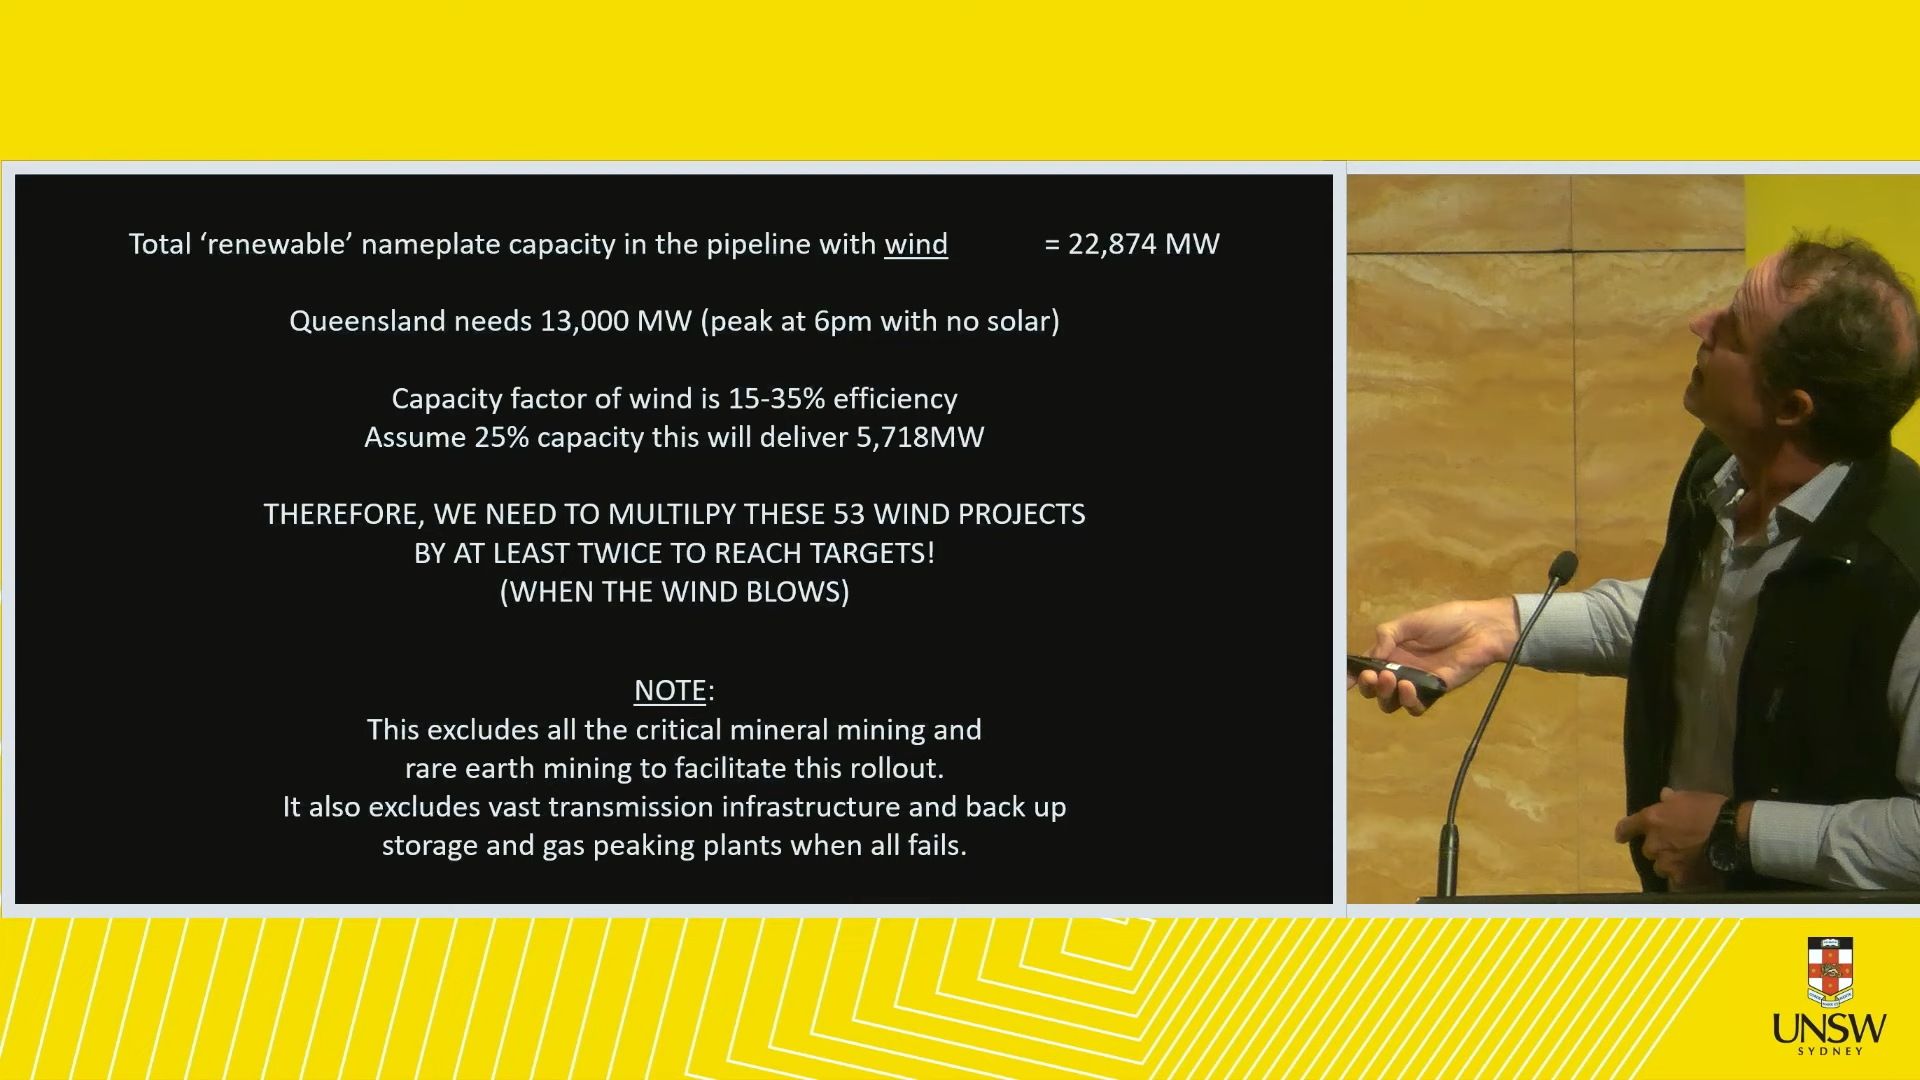 Total ‘renewable’ nameplate capacity in the pipeline with wind = 22,874 MW
Queensland needs 13,000 MW (peak at 6pm with no solar)
Capacity factor of wind is 15-35% efficiency
Assume 25% capacity this will deliver 5,718MW
THEREFORE, WE NEED TO MULTILPY THESE 53 WIND PROJECTS
BY AT LEAST TWICE TO REACH TARGETS!
(WHEN THE WIND BLOWS)
NOTE:
This excludes all the critical mineral mining and
rare earth mining to facilitate this rollout.
It also excludes vast transmission infrastructure and back up
storage and gas peaking plants when all fails.
UNSW
SYDNEY